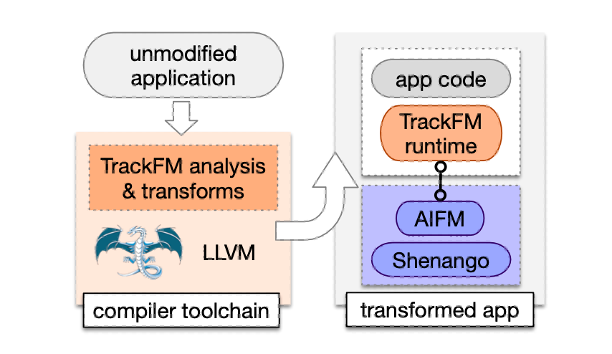 unmodified
application
TrackFM analysis
& transforms
LLVM
compiler toolchain
app code
TrackFM
runtime
AIFM
Shenango
transformed app